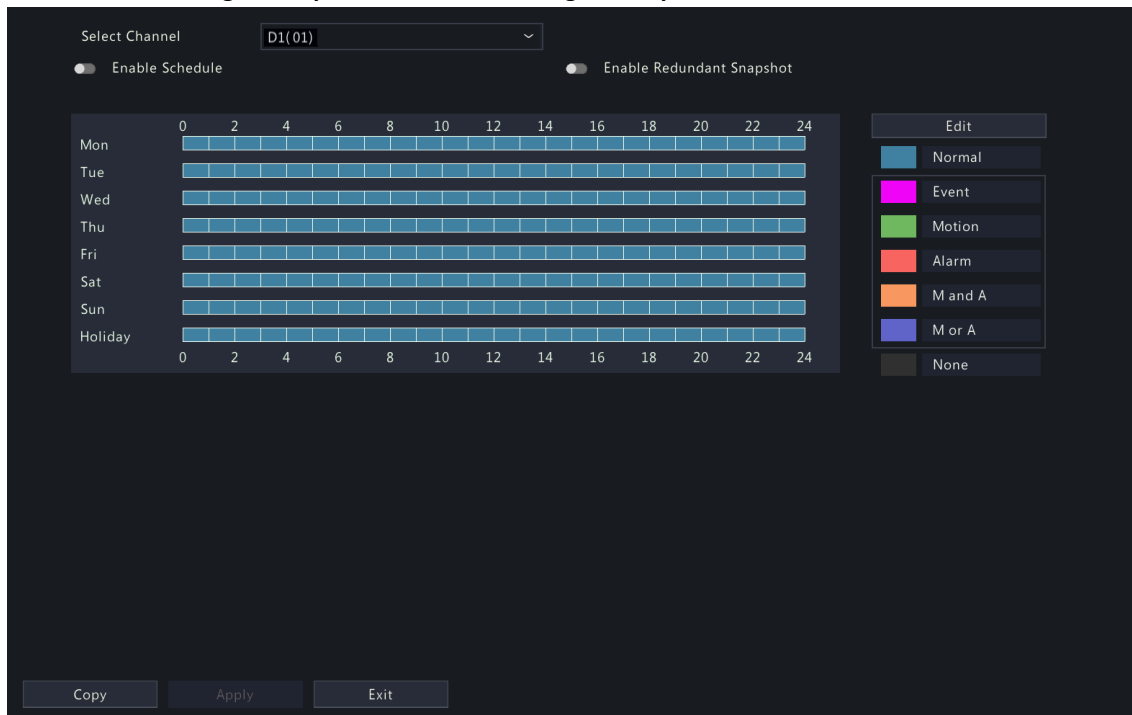 Select Channel D1(01)
Enable Schedule Enable Redundant Snapshot
0 2 4 6 8 10 12 14 16 18 20 22 24 Edit
Mon
Normal
Tue
Wed Event
Thu Motion
Fri Alarm
Sat
M and A
Sun
Holiday M or A
0 2 4 6 8 10 12 14 16 18 20 22 24 None
Copy Apply Exit